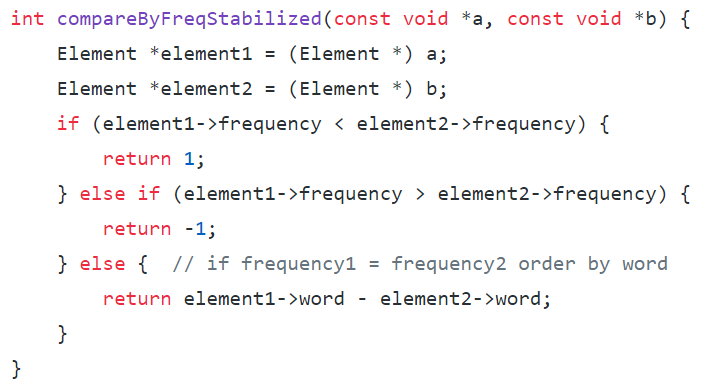 int compareByFreqStabilized(const void *a, const void *b) {
    Element *element1 = (Element *) a;
    Element *element2 = (Element *) b;
    if (element1->frequency < element2->frequency) {
        return 1;
    } else if (element1->frequency > element2->frequency) {
        return -1;
    } else {  // if frequency1 = frequency2 order by word
        return element1->word - element2->word;
    }
}